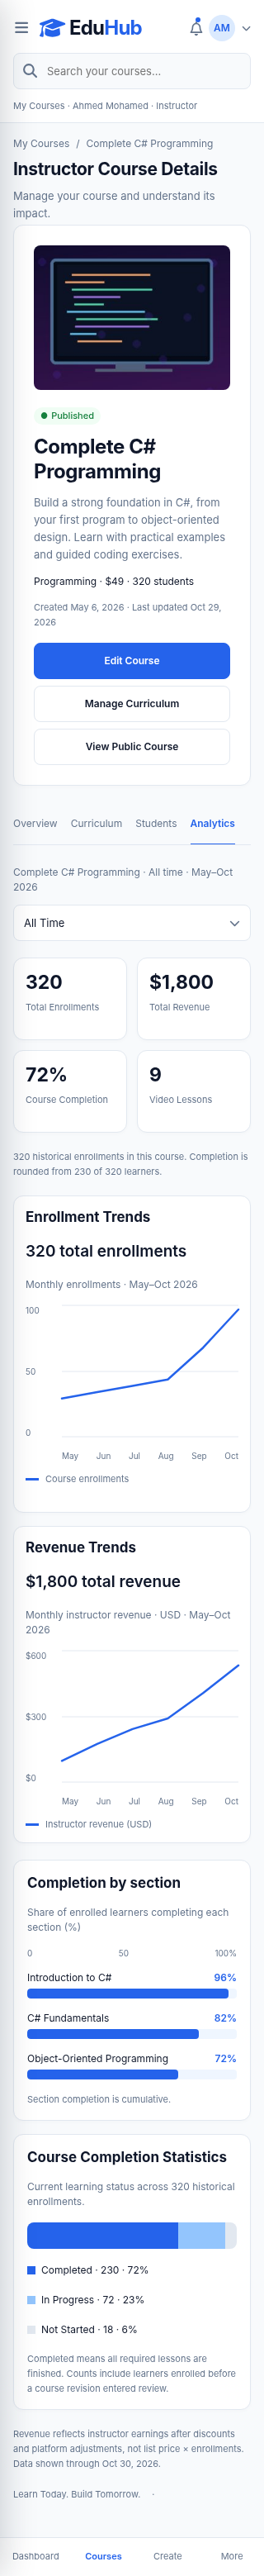 EduHub
AM
Search your courses...
My Courses · Ahmed Mohamed · Instructor
My Courses / Complete C# Programming
Instructor Course Details
Manage your course and understand its
impact.
Published
Complete C#
Programming
Build a strong foundation in C#, from
your first program to object-oriented
design. Learn with practical examples
and guided coding exercises.
Programming · $49 · 320 students
Created May 6, 2026 · Last updated Oct 29,
2026
Edit Course
Manage Curriculum
View Public Course
Overview Curriculum Students Analytics
Complete C# Programming · All time · May–Oct
2026
All Time
320
Total Enrollments
$1,800
Total Revenue
72%
Course Completion
9
Video Lessons
320 historical enrollments in this course. Completion is
rounded from 230 of 320 learners.
Enrollment Trends
320 total enrollments
Monthly enrollments · May–Oct 2026
100
50
0
May Jun Jul Aug Sep Oct
Course enrollments
Revenue Trends
$1,800 total revenue
Monthly instructor revenue · USD · May–Oct
2026
$600
$300
$0
May Jun Jul Aug Sep Oct
Instructor revenue (USD)
Completion by section
Share of enrolled learners completing each
section (%)
0 50 100%
Introduction to C# 96%
C# Fundamentals 82%
Object-Oriented Programming 72%
Section completion is cumulative.
Course Completion Statistics
Current learning status across 320 historical
enrollments.
Completed · 230 · 72%
In Progress · 72 · 23%
Not Started · 18 · 6%
Completed means all required lessons are
finished. Counts include learners enrolled before
a course revision entered review.
Revenue reflects instructor earnings after discounts
and platform adjustments, not list price × enrollments.
Data shown through Oct 30, 2026.
Learn Today. Build Tomorrow. ·
Dashboard Courses Create More